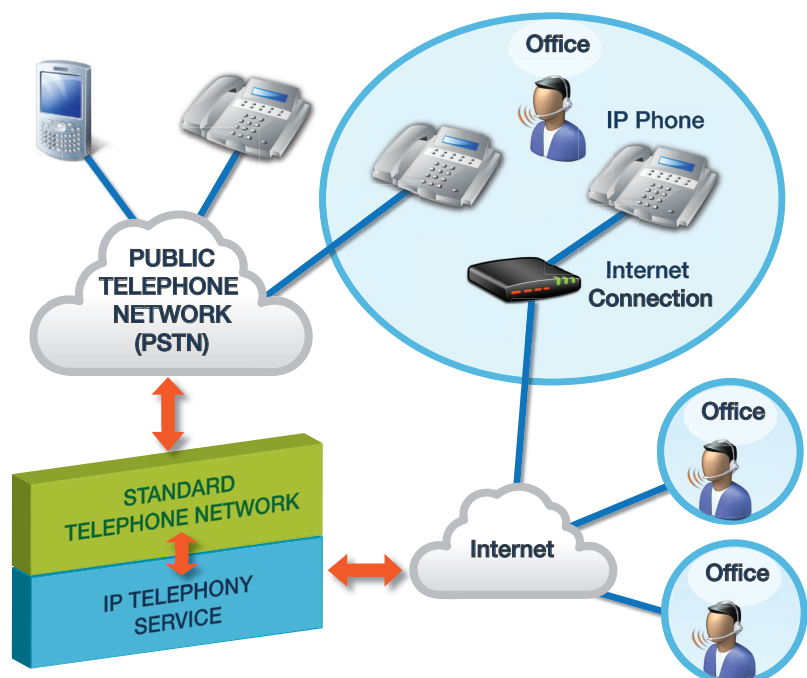 Office
IP Phone
PUBLIC
TELEPHONE
NETWORK
(PSTN)
Internet
Connection
Office
STANDARD
TELEPHONE NETWORK
Internet
IP TELEPHONY
SERVICE
Office